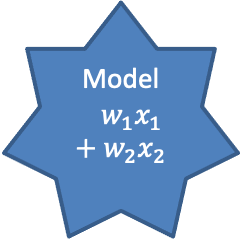 Model
w₁x₁
+ w₂x₂